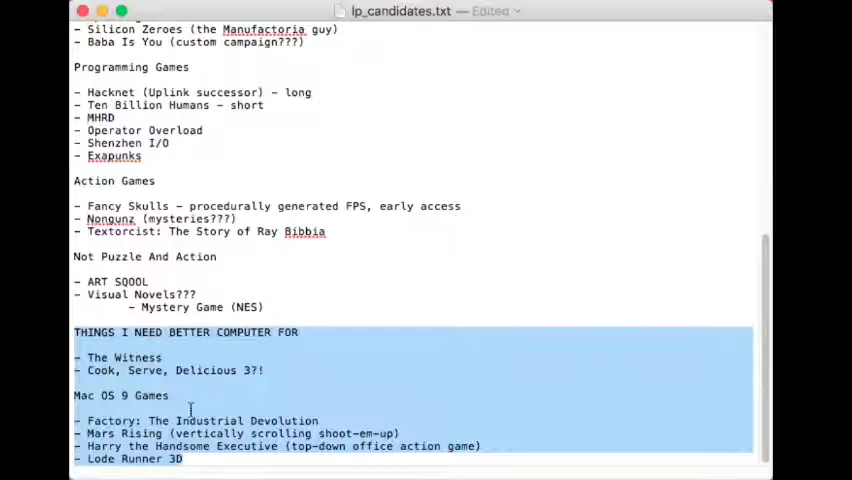 lp_candidates.txt — Edited
- Silicon Zeroes (the Manufactoria guy)
- Baba Is You (custom campaign???)
Programming Games
- Hacknet (Uplink successor) - long
- Ten Billion Humans - short
- MHRD
- Operator Overload
- Shenzhen I/O
- Exapunks
Action Games
- Fancy Skulls - procedurally generated FPS, early access
- Nongunz (mysteries???)
- Textorcist: The Story of Ray Bibbia
Not Puzzle And Action
- ART SQOOL
- Visual Novels???
- Mystery Game (NES)
THINGS I NEED BETTER COMPUTER FOR
- The Witness
- Cook, Serve, Delicious 3?!
Mac OS 9 Games
- Factory: The Industrial Devolution
- Mars Rising (vertically scrolling shoot-em-up)
- Harry the Handsome Executive (top-down office action game)
- Lode Runner 3D